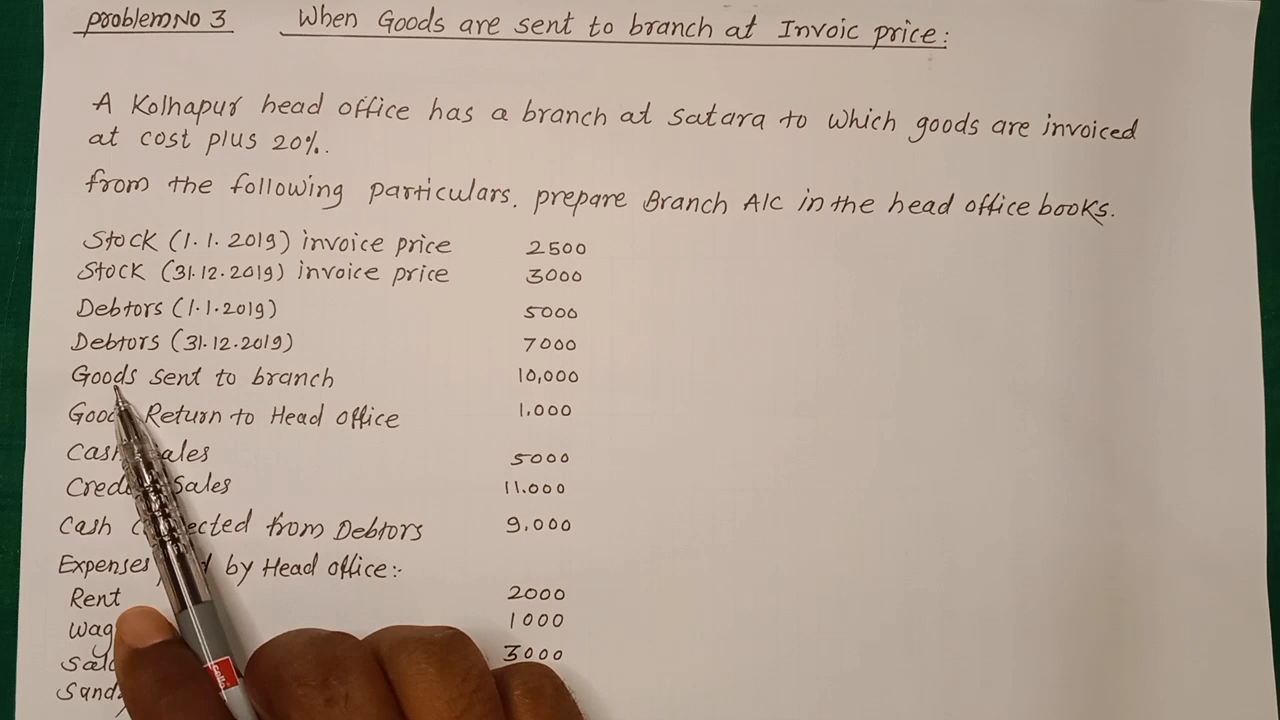 problem No 3 When Goods are sent to branch at Invoic price:
A Kolhapur head office has a branch at Satara to which goods are invoiced
at cost plus 20%.
from the following particulars. prepare Branch A/C in the head office books.
Stock (1.1.2019) invoice price 2500
Stock (31.12.2019) invoice price 3000
Debtors (1.1.2019) 5000
Debtors (31.12.2019) 7000
Goods sent to branch 10,000
Return to Head office 1,000
Cash 5000
Sales 11.000
Cash from Debtors 9,000
Expenses by Head office:-
Rent 2000
1000
3000
cello